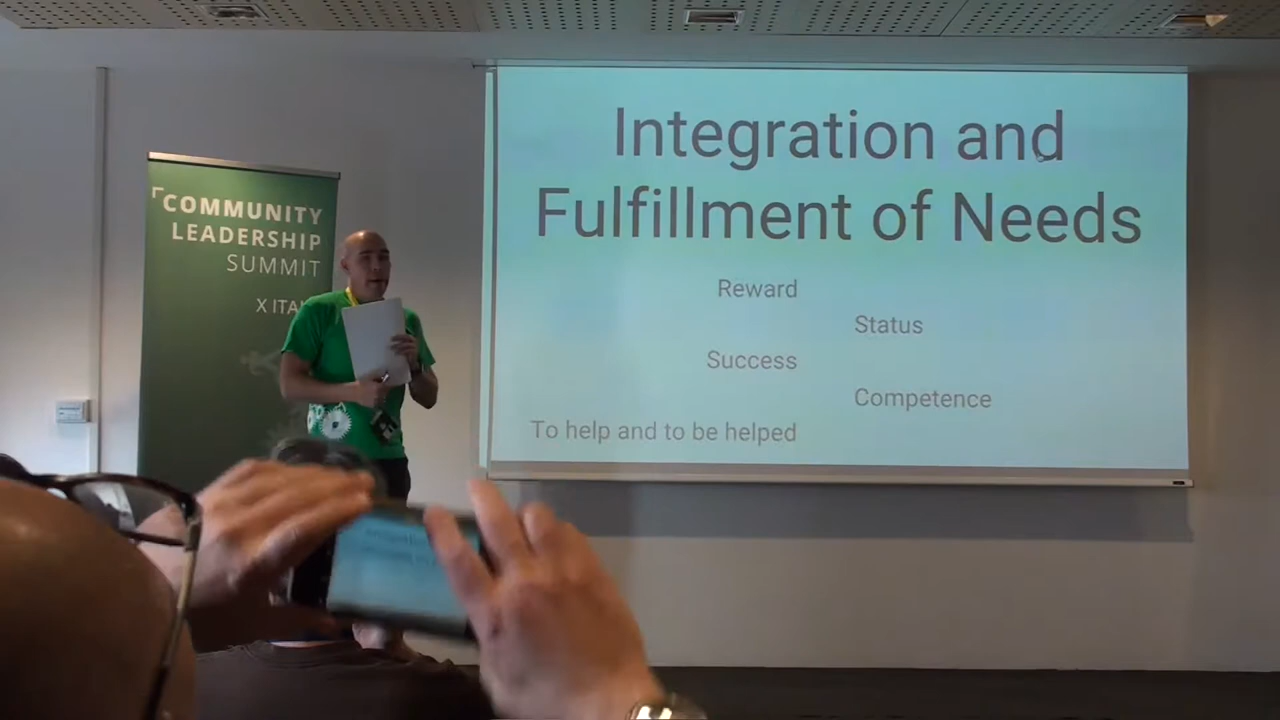 COMMUNITY
LEADERSHIP
SUMMIT
X ITA
Integration and
Fulfillment of Needs
Reward
Status
Success
Competence
To help and to be helped